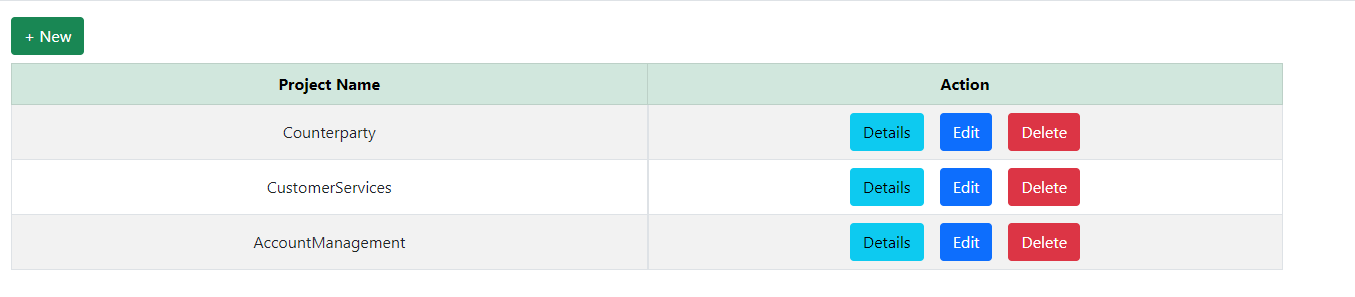 + New
Project Name Action
Counterparty Details Edit Delete
CustomerServices Details Edit Delete
AccountManagement Details Edit Delete